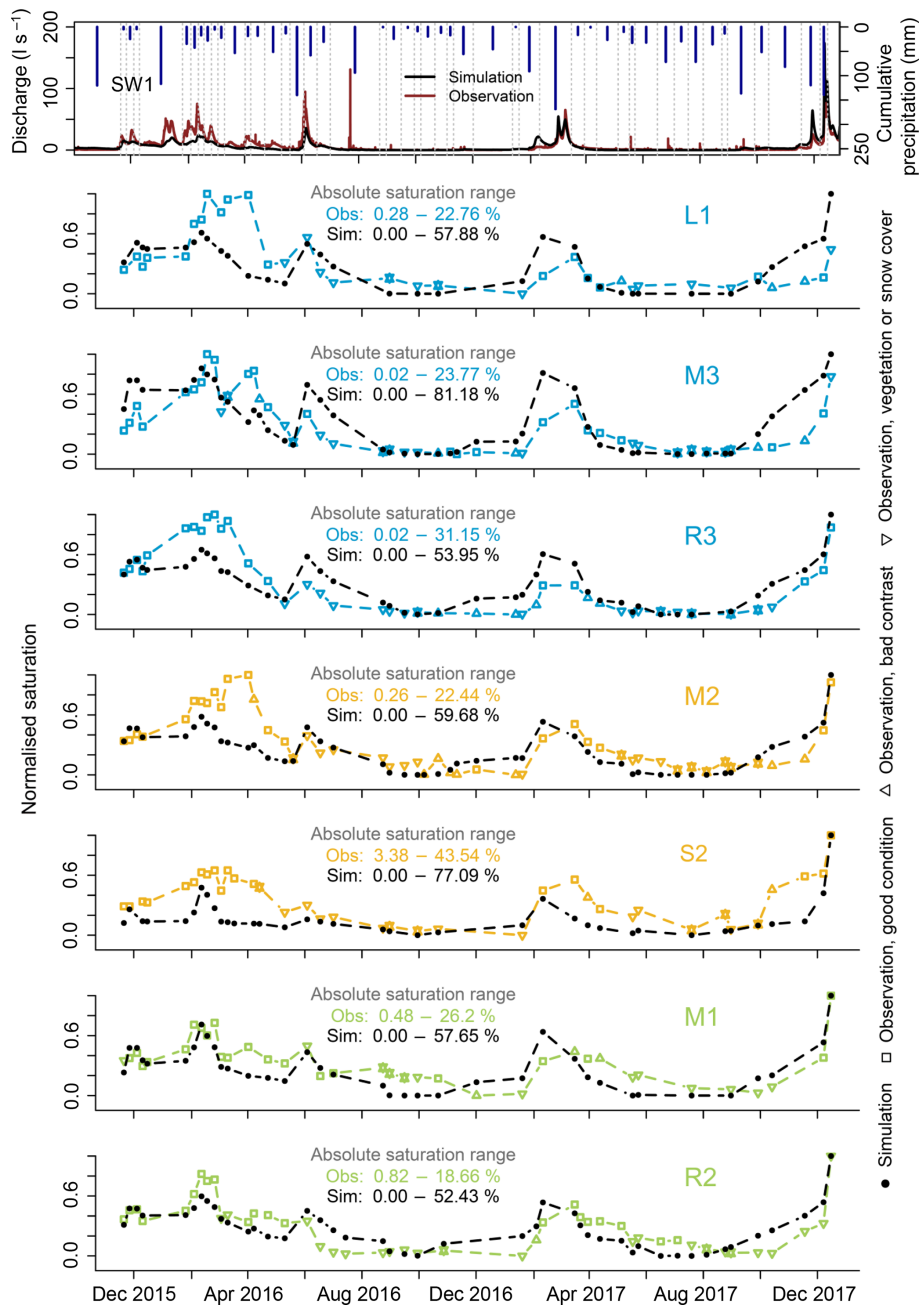 Discharge (l s⁻¹)
200
100
0
SW1
Simulation
Observation
0
100
250
Cumulative
precipitation (mm)
Absolute saturation range
Obs: 0.28 – 22.76 %
Sim: 0.00 – 57.88 %
L1
0.6
0.0
Absolute saturation range
Obs: 0.02 – 23.77 %
Sim: 0.00 – 81.18 %
M3
0.6
0.0
Absolute saturation range
Obs: 0.02 – 31.15 %
Sim: 0.00 – 53.95 %
R3
0.6
0.0
Absolute saturation range
Obs: 0.26 – 22.44 %
Sim: 0.00 – 59.68 %
M2
0.6
0.0
Absolute saturation range
Obs: 3.38 – 43.54 %
Sim: 0.00 – 77.09 %
S2
0.6
0.0
Absolute saturation range
Obs: 0.48 – 26.2 %
Sim: 0.00 – 57.65 %
M1
0.6
0.0
Absolute saturation range
Obs: 0.82 – 18.66 %
Sim: 0.00 – 52.43 %
R2
0.6
0.0
Dec 2015 Apr 2016 Aug 2016 Dec 2016 Apr 2017 Aug 2017 Dec 2017
Normalised saturation
● Simulation □ Observation, good condition △ Observation, bad contrast ▽ Observation, vegetation or snow cover